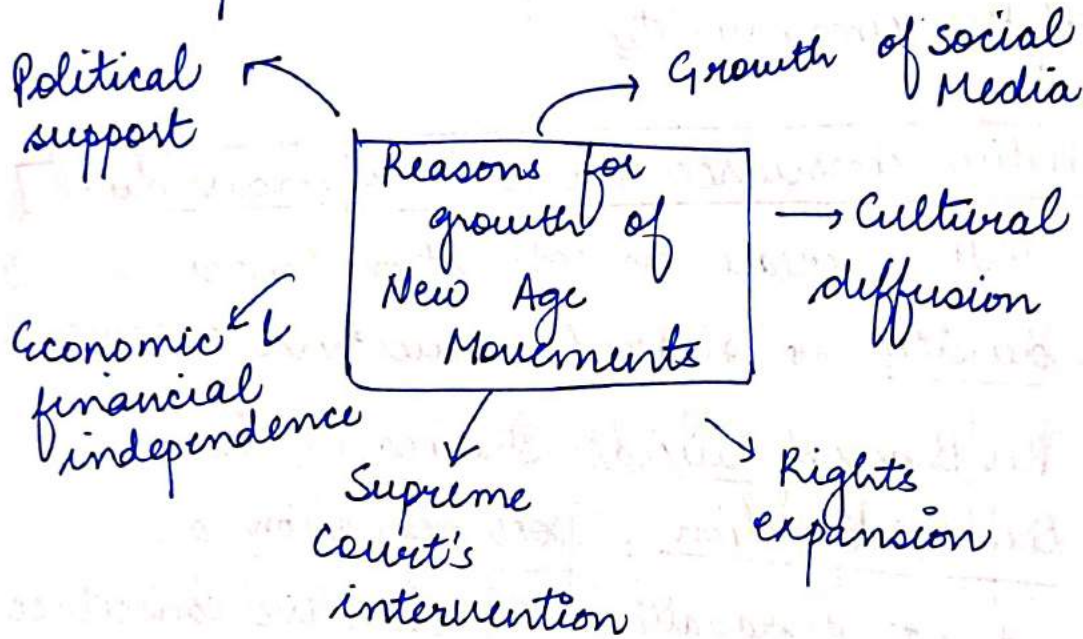 Political
support
Growth of social
Media
Reasons for
growth of
New Age
Movements
Cultural
diffusion
Economic &
financial
independence
Supreme
Court's
intervention
Rights
expansion